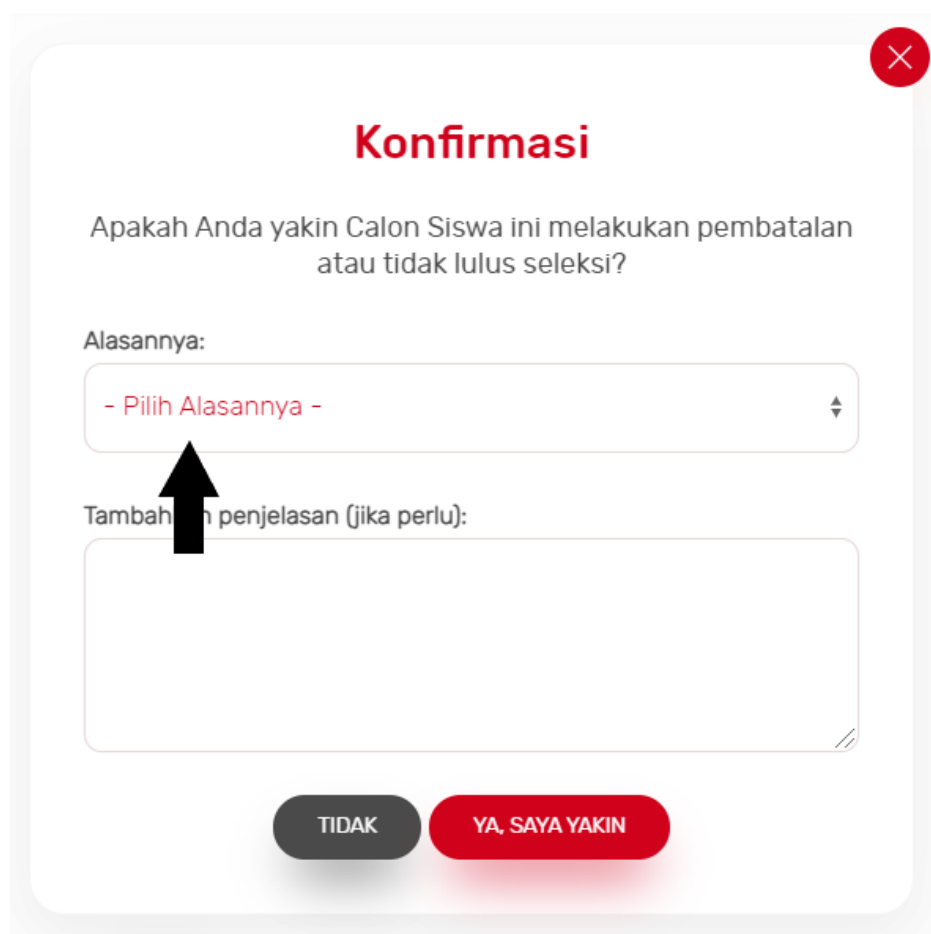 Konfirmasi
Apakah Anda yakin Calon Siswa ini melakukan pembatalan
atau tidak lulus seleksi?
Alasannya:
- Pilih Alasannya -
penjelasan (jika perlu):
TIDAK
YA, SAYA YAKIN